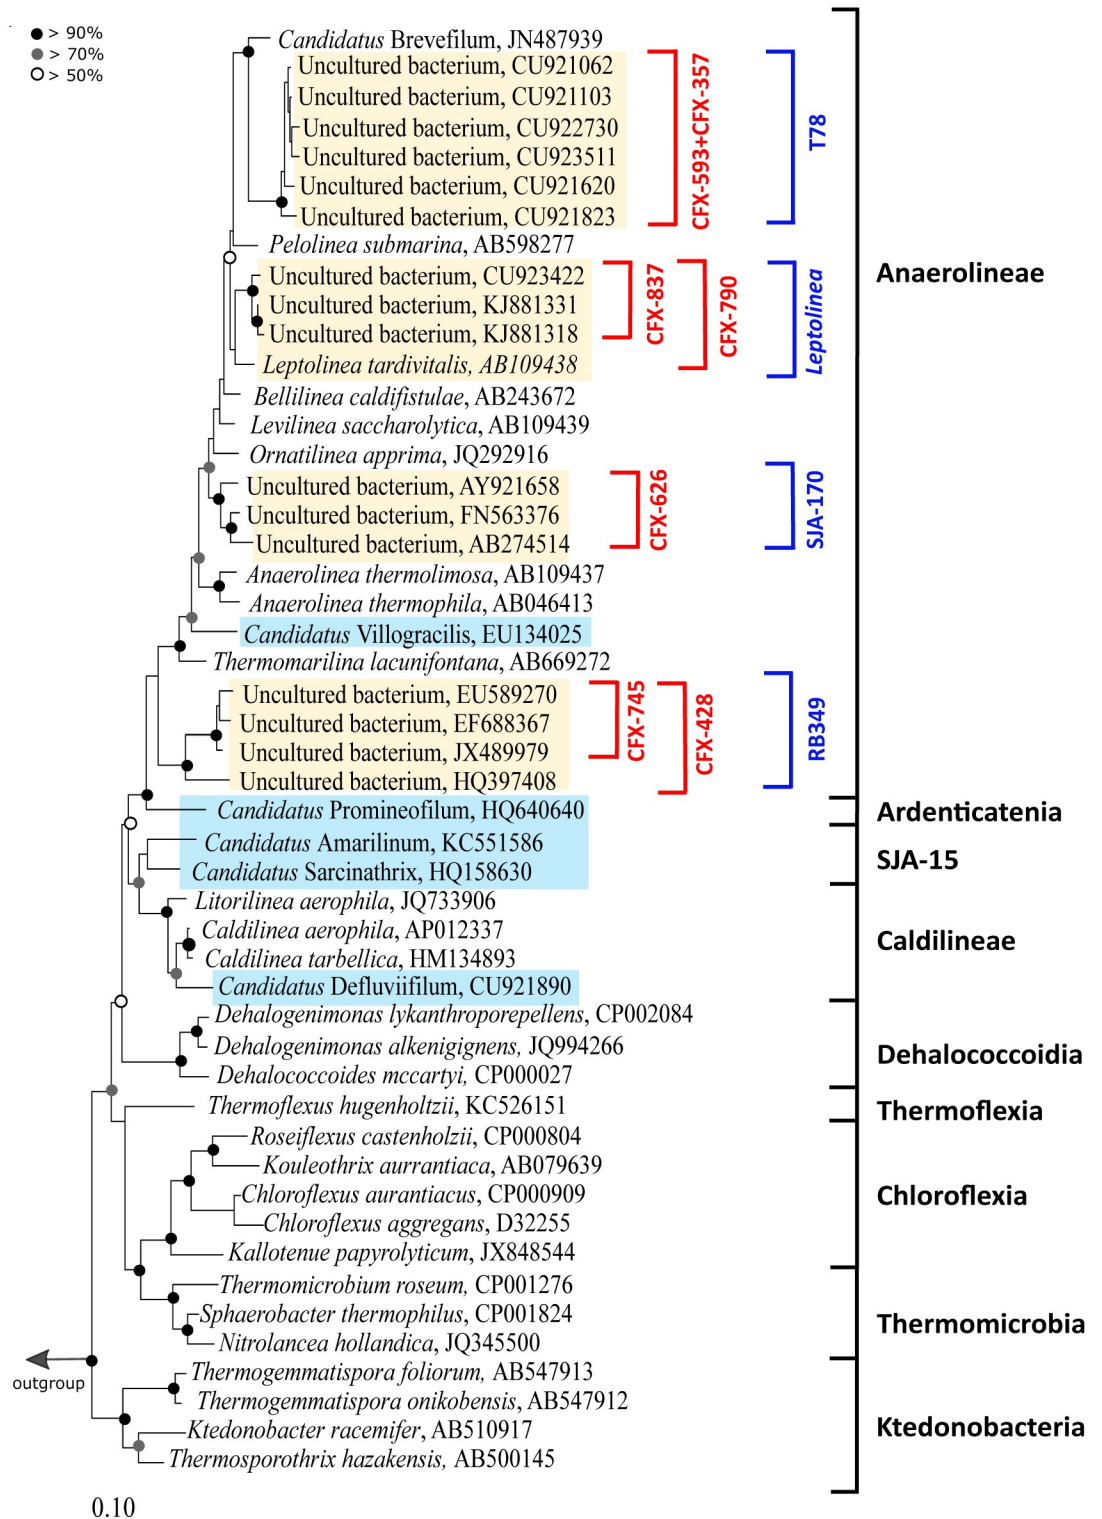 > 90%
> 70%
> 50%
Candidatus Brevefilum, JN487939
Uncultured bacterium, CU921062
Uncultured bacterium, CU921103
Uncultured bacterium, CU922730
Uncultured bacterium, CU923511
Uncultured bacterium, CU921620
Uncultured bacterium, CU921823
CFX-593+CFX-357
T78
Pelolinea submarina, AB598277
Anaerolineae
Uncultured bacterium, CU923422
Uncultured bacterium, KJ881331
Uncultured bacterium, KJ881318
Leptolinea tardivitalis, AB109438
CFX-837
CFX-790
Leptolinea
Bellilinea caldifistulae, AB243672
Levilinea saccharolytica, AB109439
Ornatilinea apprima, JQ292916
Uncultured bacterium, AY921658
Uncultured bacterium, FN563376
Uncultured bacterium, AB274514
CFX-626
SJA-170
Anaerolinea thermolimosa, AB109437
Anaerolinea thermophila, AB046413
Candidatus Villogracilis, EU134025
Thermomarilina lacunifontana, AB669272
Uncultured bacterium, EU589270
Uncultured bacterium, EF688367
Uncultured bacterium, JX489979
Uncultured bacterium, HQ397408
CFX-745
CFX-428
RB349
Candidatus Promineofilum, HQ640640
Ardenticatenia
Candidatus Amarilinum, KC551586
Candidatus Sarcinathrix, HQ158630
SJA-15
Litorilinea aerophila, JQ733906
Caldilinea aerophila, AP012337
Caldilinea tarbellica, HM134893
Candidatus Defluviifilum, CU921890
Caldilineae
Dehalogenimonas lykanthroporepellens, CP002084
Dehalogenimonas alkenigignens, JQ994266
Dehalococcoides mccartyi, CP000027
Dehalococcoidia
Thermoflexus hugenholtzii, KC526151
Thermoflexia
Roseiflexus castenholzii, CP000804
Kouleothrix aurrantiaca, AB079639
Chloroflexus aurantiacus, CP000909
Chloroflexus aggregans, D32255
Kallotenue papyrolyticum, JX848544
Chloroflexia
Thermomicrobium roseum, CP001276
Sphaerobacter thermophilus, CP001824
Nitrolancea hollandica, JQ345500
Thermomicrobia
outgroup
Thermogemmatispora foliorum, AB547913
Thermogemmatispora onikobensis, AB547912
Ktedonobacter racemifer, AB510917
Thermosporothrix hazakensis, AB500145
Ktedonobacteria
0.10